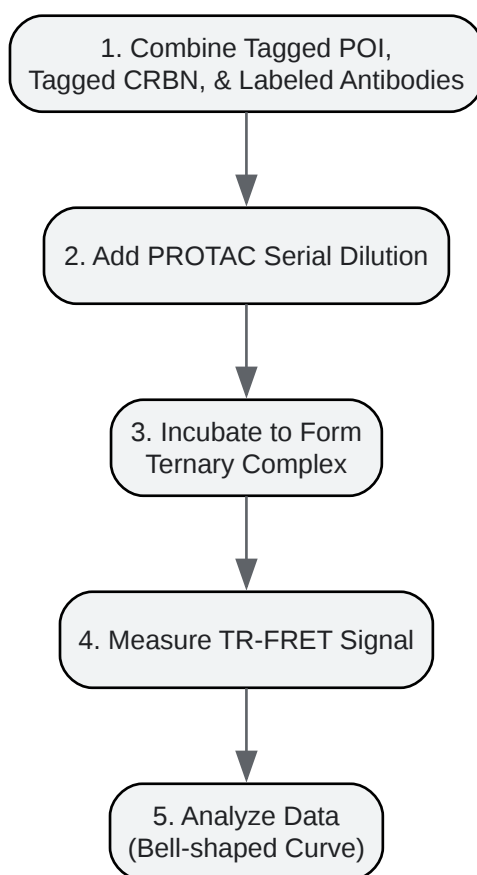 1. Combine Tagged POI,
Tagged CRBN, & Labeled Antibodies
2. Add PROTAC Serial Dilution
3. Incubate to Form
Ternary Complex
4. Measure TR-FRET Signal
5. Analyze Data
(Bell-shaped Curve)